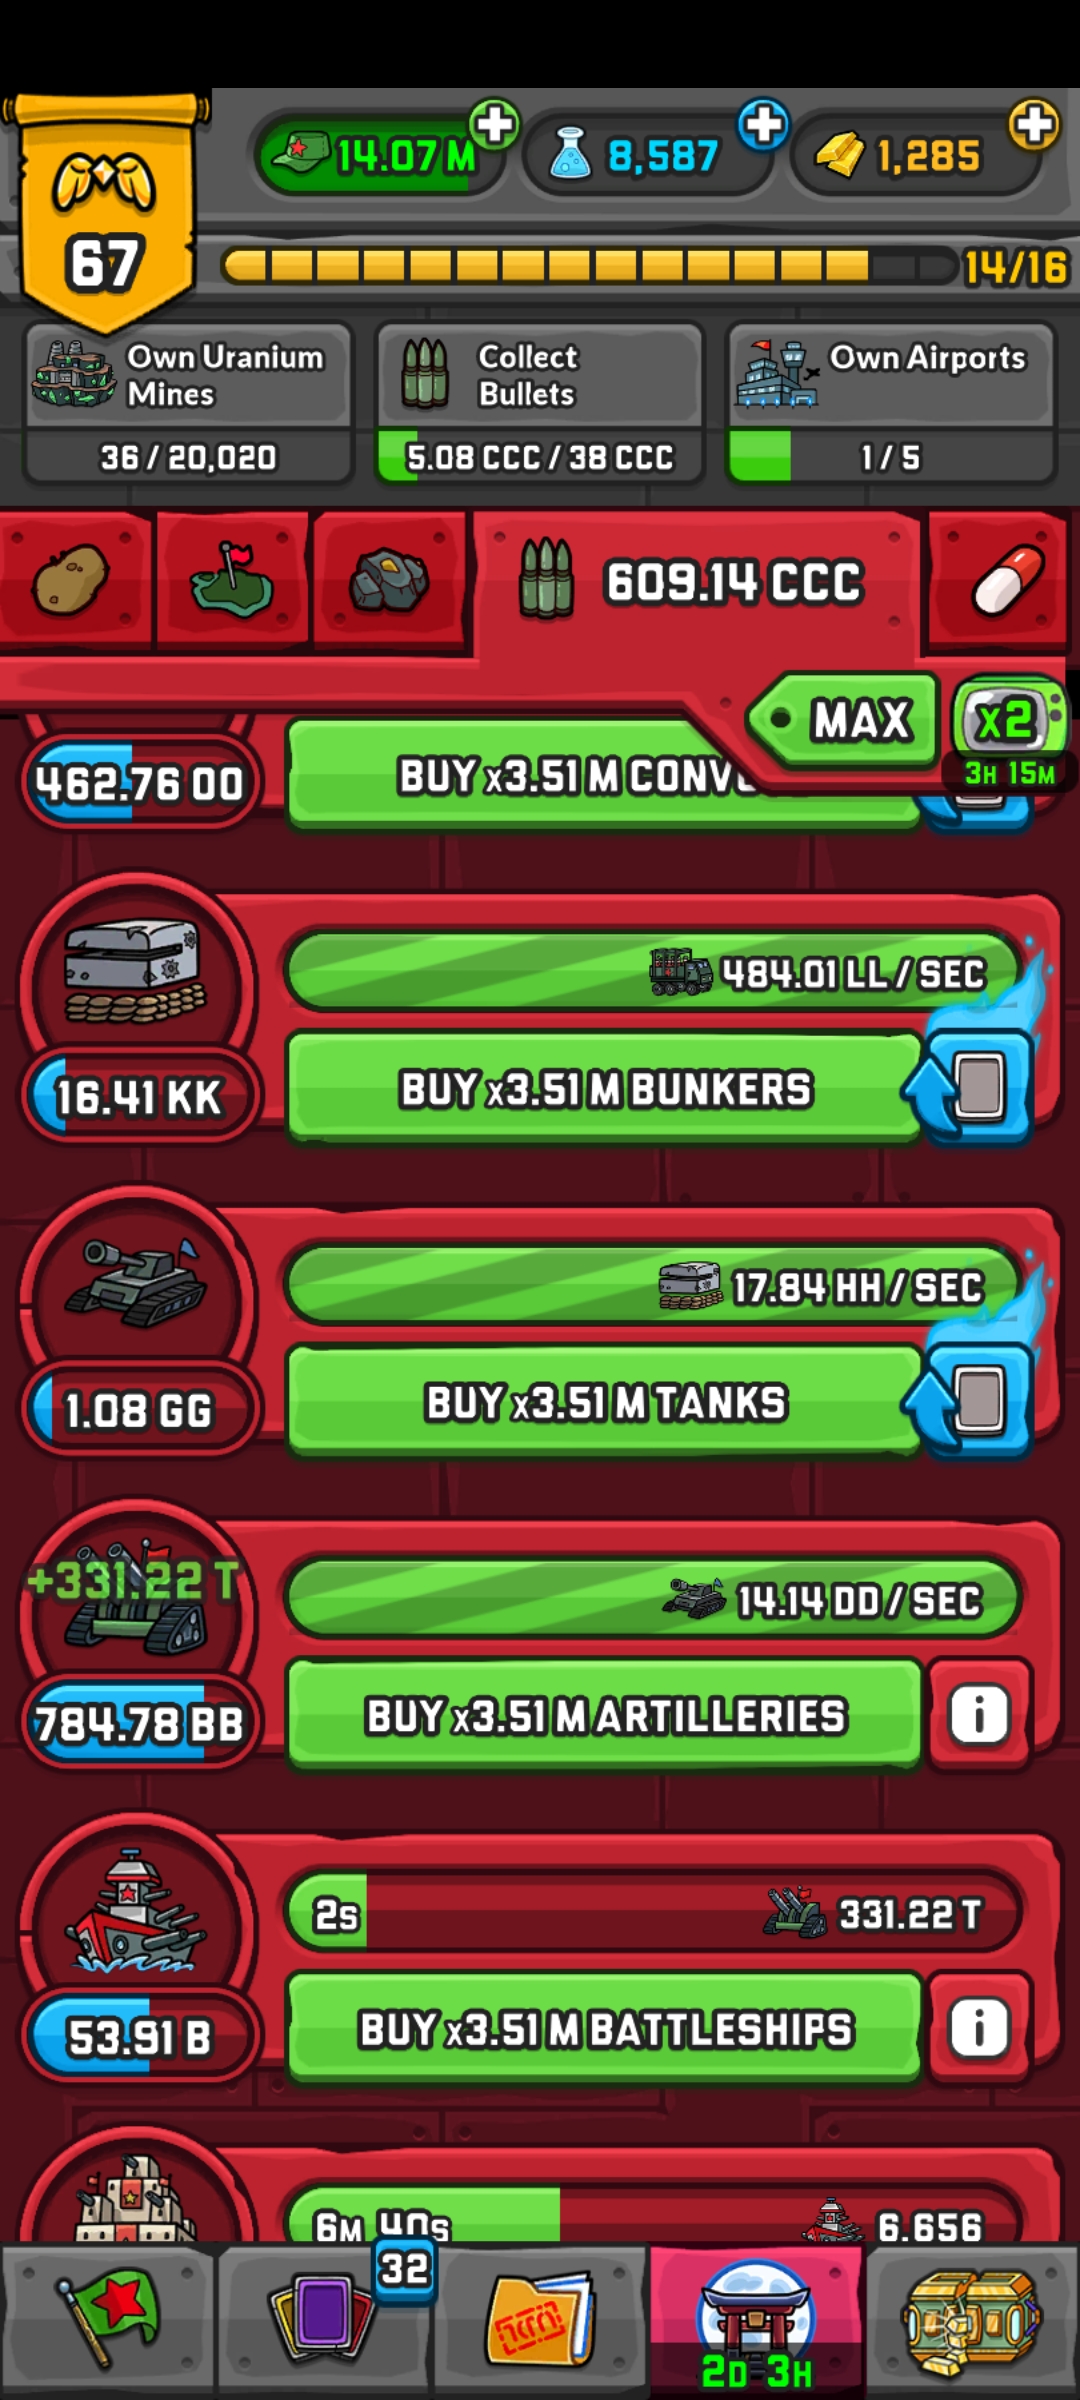 67
14.07 M
8,587
1,285
14/16
Own Uranium
Mines
36 / 20,020
Collect
Bullets
5.08 CCC / 38 CCC
Own Airports
1 / 5
609.14 CCC
MAX
x2
3H 15M
462.76 OO
BUY x3.51 M
484.01 LL / SEC
16.41 KK
BUY x3.51 M BUNKERS
17.84 HH / SEC
1.08 GG
BUY x3.51 M TANKS
+331.22 T
14.14 DD / SEC
784.78 BB
BUY x3.51 M ARTILLERIES
i
2s
331.22 T
53.91 B
BUY x3.51 M BATTLESHIPS
i
6M 40s
6.656
32
2D 3H